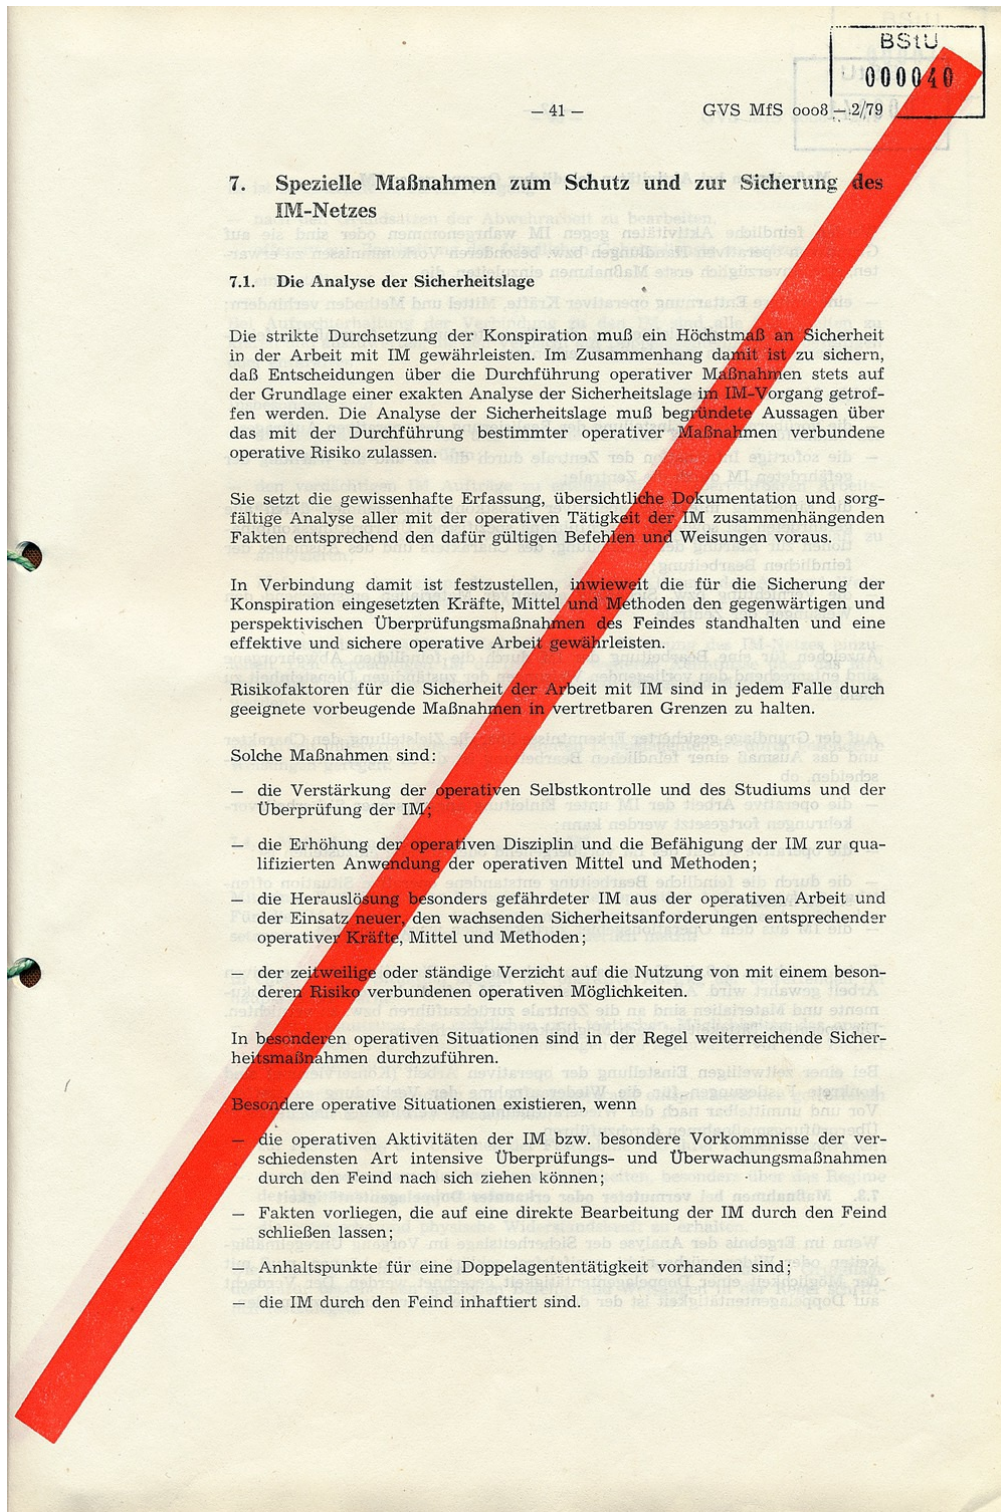 BStU
000040
— 41 —
GVS MfS ooo8 — 2/79
7. Spezielle Maßnahmen zum Schutz und zur Sicherung des
IM-Netzes
7.1. Die Analyse der Sicherheitslage
Die strikte Durchsetzung der Konspiration muß ein Höchstmaß an Sicherheit
in der Arbeit mit IM gewährleisten. Im Zusammenhang damit ist zu sichern,
daß Entscheidungen über die Durchführung operativer Maßnahmen stets auf
der Grundlage einer exakten Analyse der Sicherheitslage im IM-Vorgang getrof-
fen werden. Die Analyse der Sicherheitslage muß begründete Aussagen über
das mit der Durchführung bestimmter operativer Maßnahmen verbundene
operative Risiko zulassen.
Sie setzt die gewissenhafte Erfassung, übersichtliche Dokumentation und sorg-
fältige Analyse aller mit der operativen Tätigkeit der IM zusammenhängenden
Fakten entsprechend den dafür gültigen Befehlen und Weisungen voraus.
In Verbindung damit ist festzustellen, inwieweit die für die Sicherung der
Konspiration eingesetzten Kräfte, Mittel und Methoden den gegenwärtigen und
perspektivischen Überprüfungsmaßnahmen des Feindes standhalten und eine
effektive und sichere operative Arbeit gewährleisten.
Risikofaktoren für die Sicherheit der Arbeit mit IM sind in jedem Falle durch
geeignete vorbeugende Maßnahmen in vertretbaren Grenzen zu halten.
Solche Maßnahmen sind:
— die Verstärkung der operativen Selbstkontrolle und des Studiums und der
Überprüfung der IM;
— die Erhöhung der operativen Disziplin und die Befähigung der IM zur qua-
lifizierten Anwendung der operativen Mittel und Methoden;
— die Herauslösung besonders gefährdeter IM aus der operativen Arbeit und
der Einsatz neuer, den wachsenden Sicherheitsanforderungen entsprechender
operativer Kräfte, Mittel und Methoden;
— der zeitweilige oder ständige Verzicht auf die Nutzung von mit einem beson-
deren Risiko verbundenen operativen Möglichkeiten.
In besonderen operativen Situationen sind in der Regel weiterreichende Sicher-
heitsmaßnahmen durchzuführen.
Besondere operative Situationen existieren, wenn
— die operativen Aktivitäten der IM bzw. besondere Vorkommnisse der ver-
schiedensten Art intensive Überprüfungs- und Überwachungsmaßnahmen
durch den Feind nach sich ziehen können;
— Fakten vorliegen, die auf eine direkte Bearbeitung der IM durch den Feind
schließen lassen;
— Anhaltspunkte für eine Doppelagententätigkeit vorhanden sind;
— die IM durch den Feind inhaftiert sind.